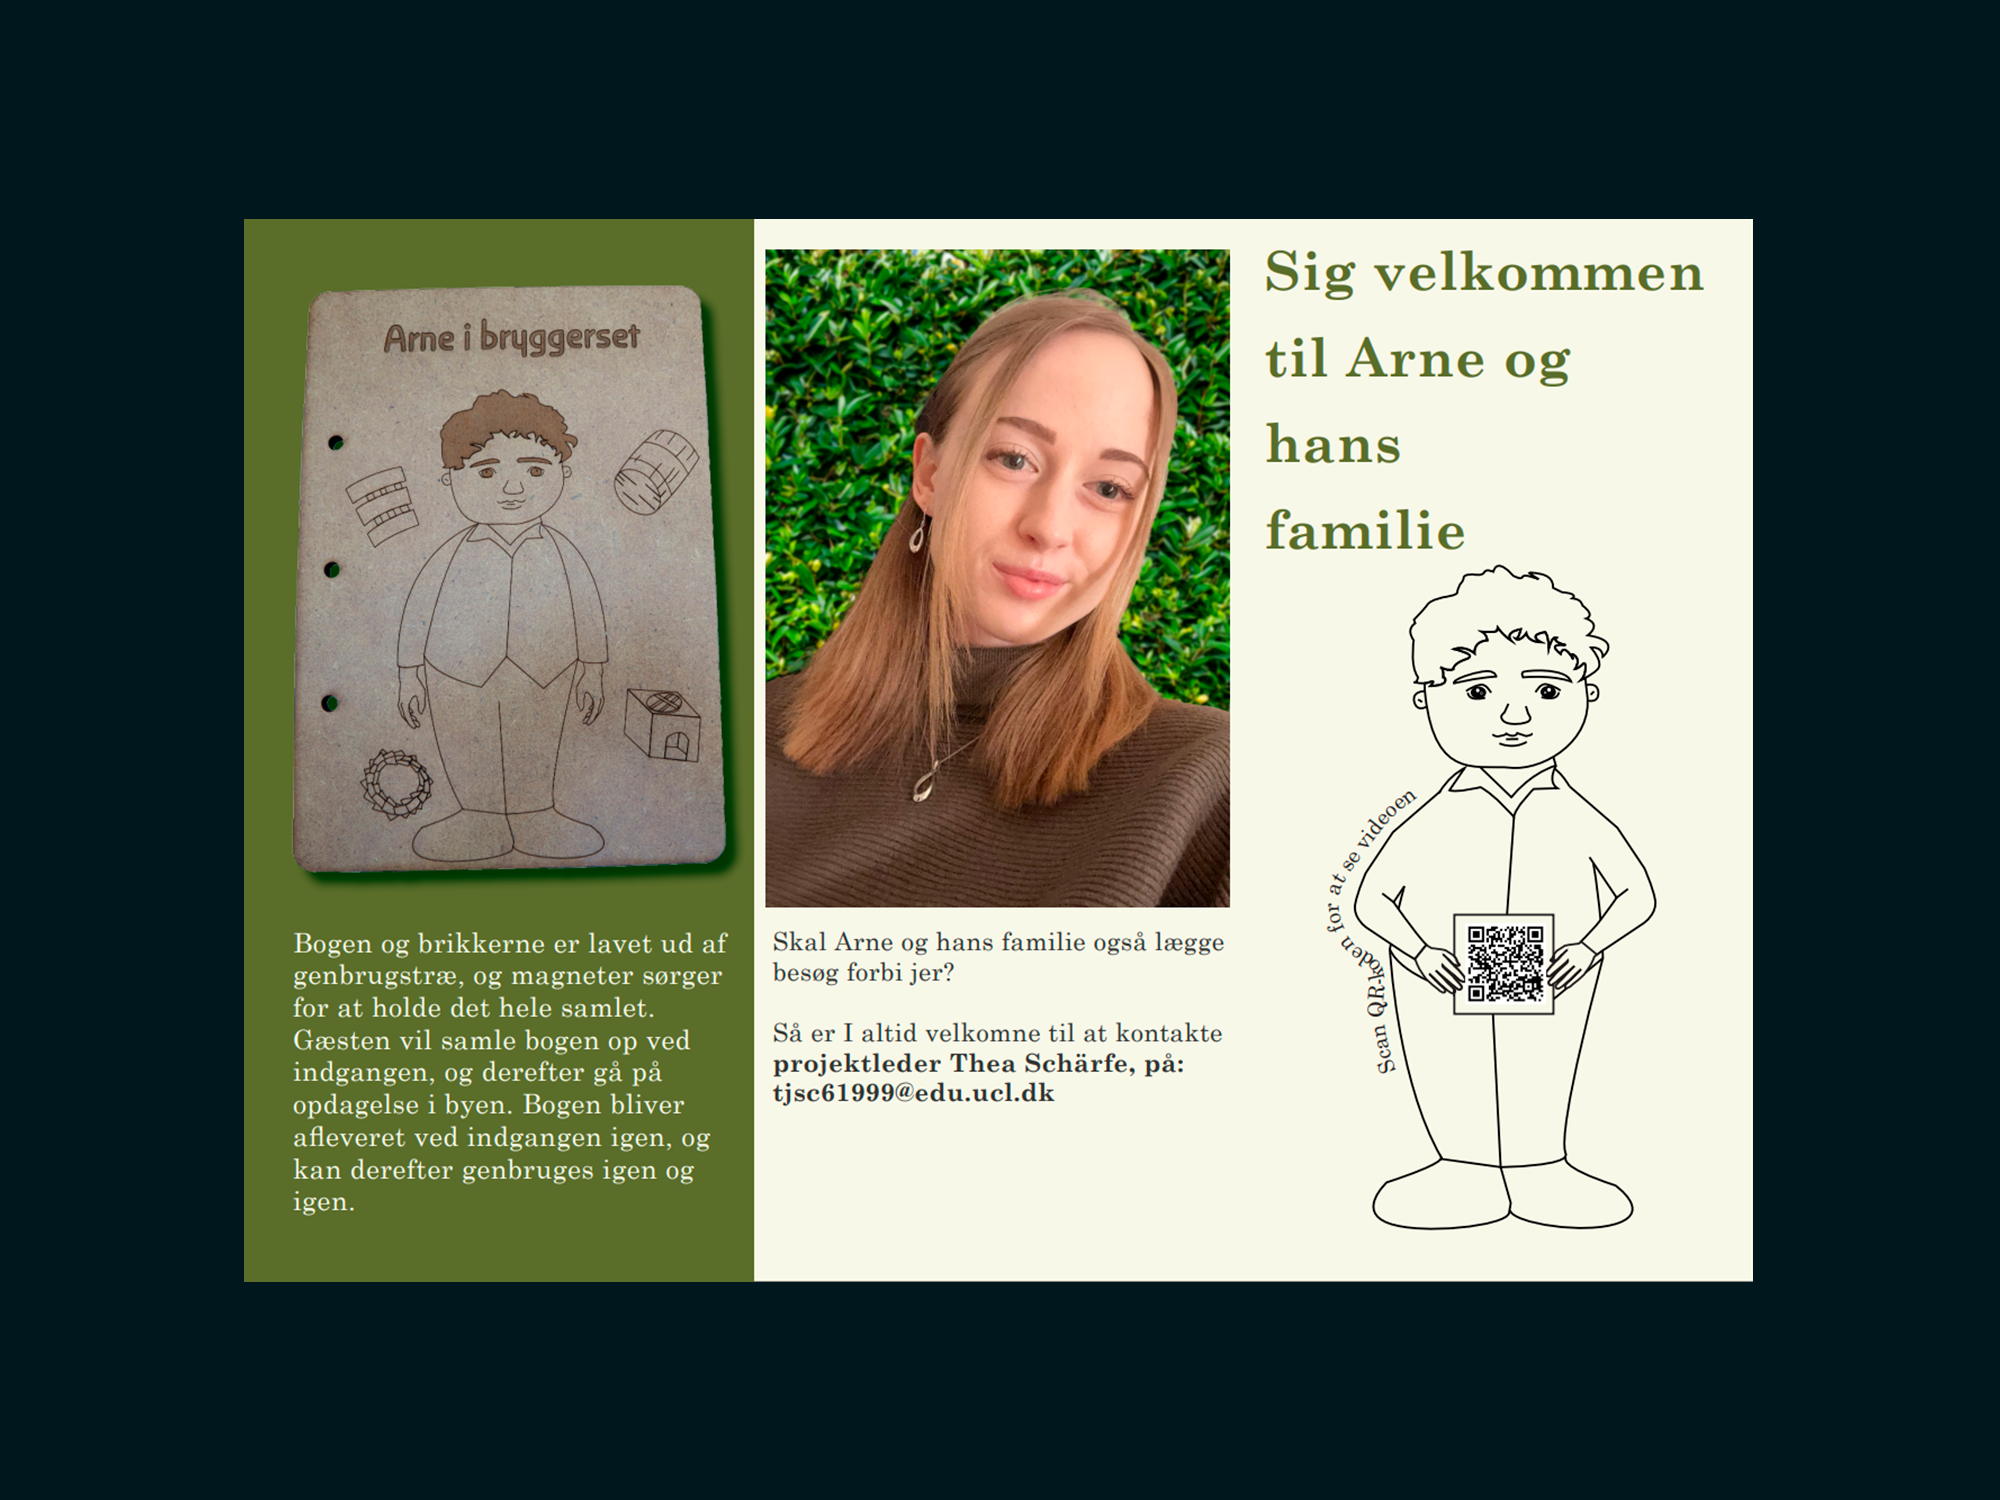 Arne i bryggerset
Bogen og brikkerne er lavet ud af
genbrugstræ, og magneter sørger
for at holde det hele samlet.
Gæsten vil samle bogen op ved
indgangen, og derefter gå på
opdagelse i byen. Bogen bliver
afleveret ved indgangen igen, og
kan derefter genbruges igen og
igen.
Skal Arne og hans familie også lægge
besøg forbi jer?
Så er I altid velkomne til at kontakte
projektleder Thea Schärfe, på:
tjsc61999@edu.ucl.dk
Sig velkommen
til Arne og
hans
familie
Scan QR-koden for at se videoen